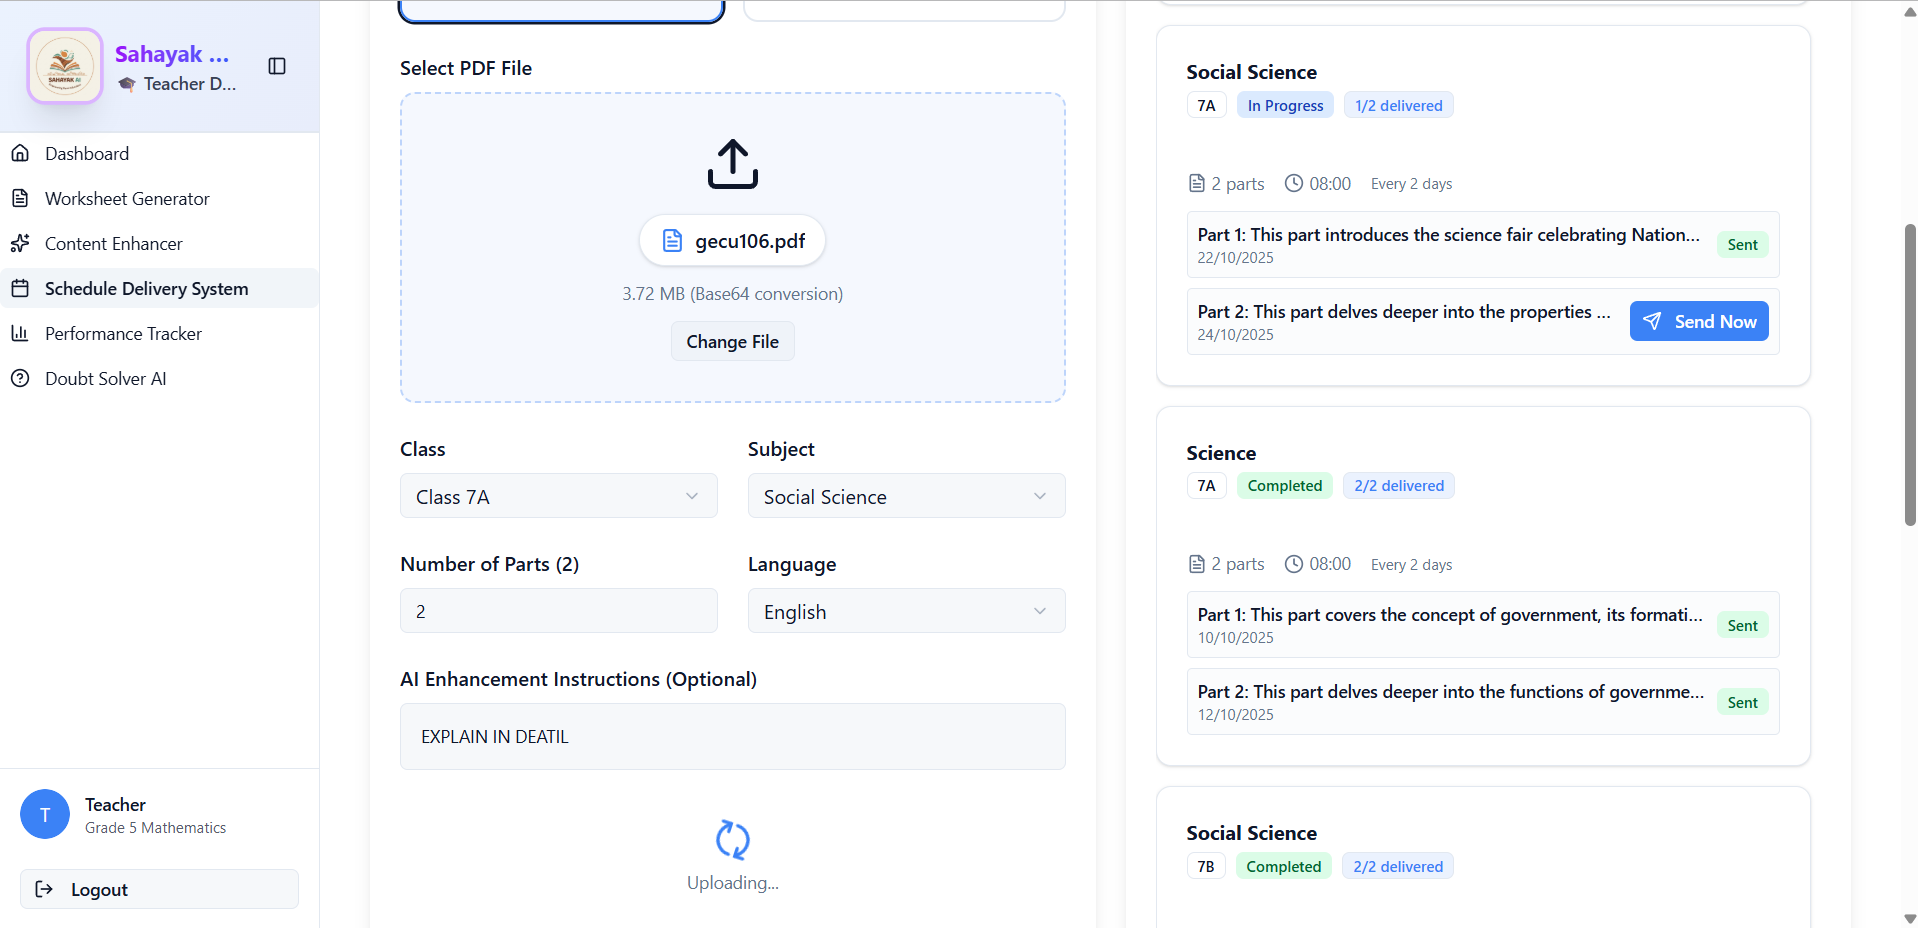 SAHAYAK AI
Sahayak ...
Teacher D...
Dashboard
Worksheet Generator
Content Enhancer
Schedule Delivery System
Performance Tracker
Doubt Solver AI
T
Teacher
Grade 5 Mathematics
Logout
Select PDF File
gecu106.pdf
3.72 MB (Base64 conversion)
Change File
Class
Subject
Class 7A
Social Science
Number of Parts (2)
Language
2
English
AI Enhancement Instructions (Optional)
EXPLAIN IN DEATIL
Uploading...
Social Science
7A In Progress 1/2 delivered
2 parts 08:00 Every 2 days
Part 1: This part introduces the science fair celebrating Nation...
Sent
22/10/2025
Part 2: This part delves deeper into the properties ...
Send Now
24/10/2025
Science
7A Completed 2/2 delivered
2 parts 08:00 Every 2 days
Part 1: This part covers the concept of government, its formati...
Sent
10/10/2025
Part 2: This part delves deeper into the functions of governme...
Sent
12/10/2025
Social Science
7B Completed 2/2 delivered